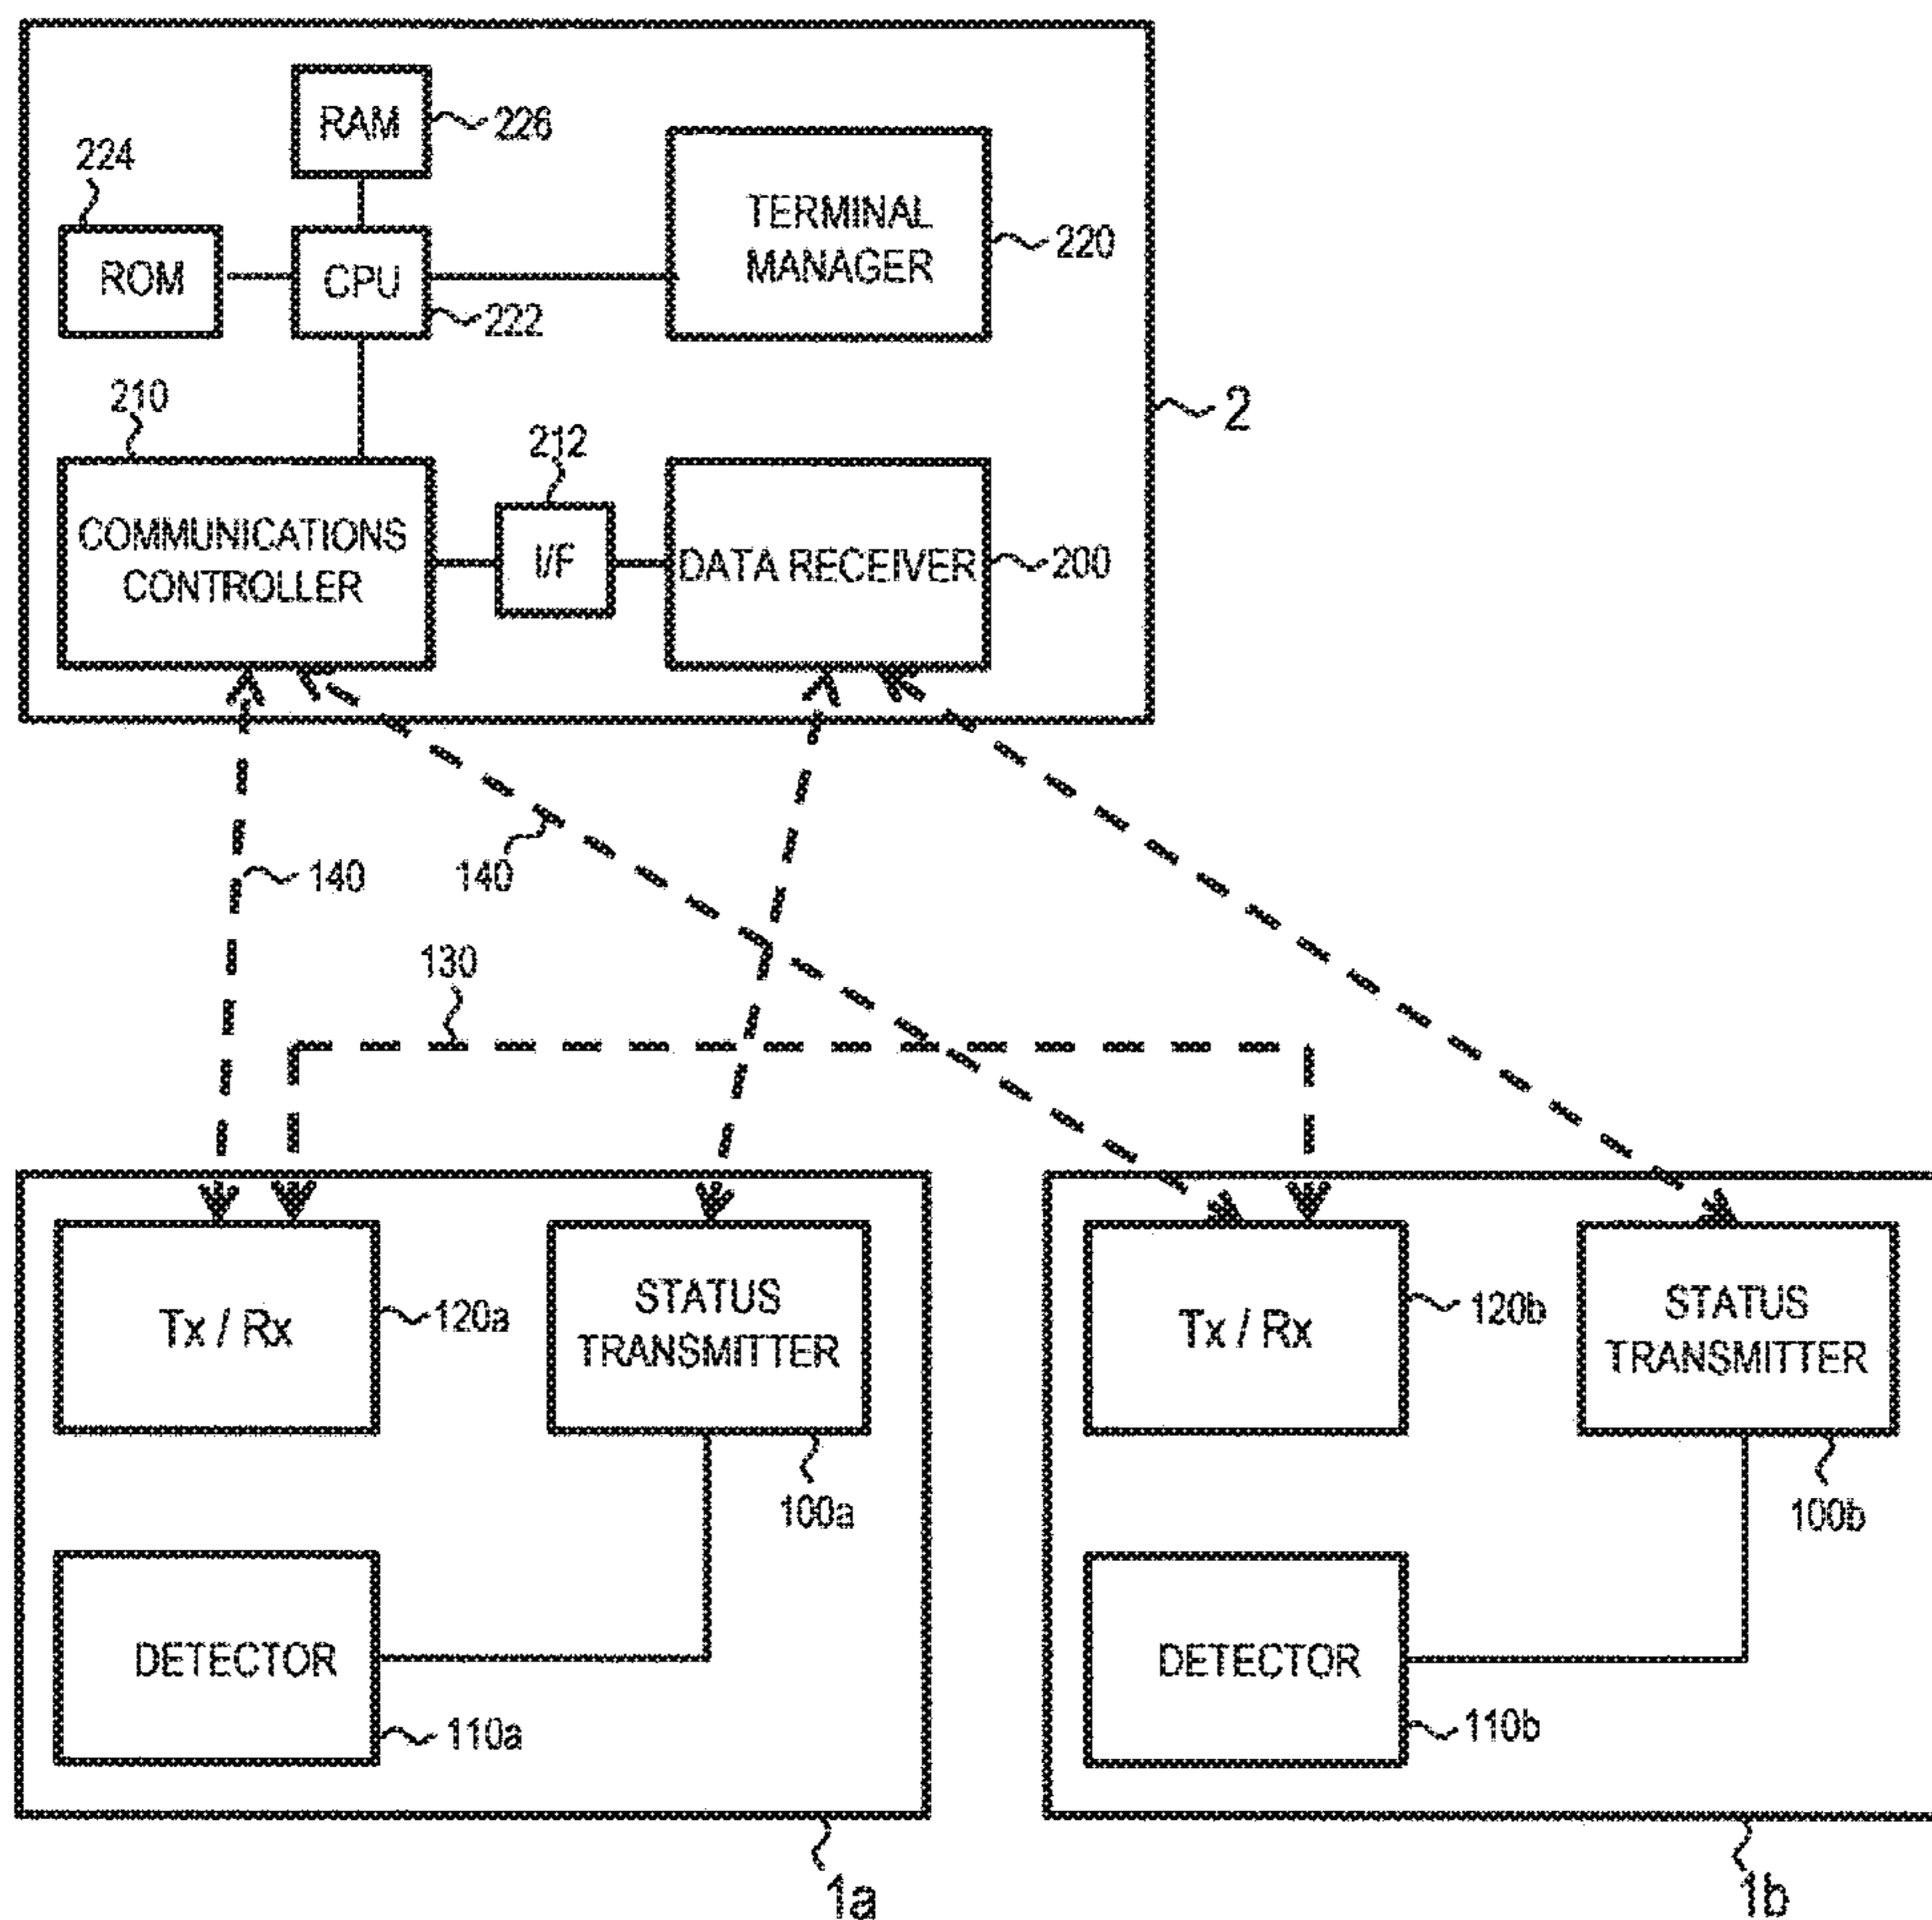 RAM
226
224
TERMINAL
MANAGER
220
ROM
CPU
222
2
210
212
COMMUNICATIONS
CONTROLLER
I/F
DATA RECEIVER
200
140
140
130
Tx / Rx
120a
STATUS
TRANSMITTER
100a
Tx / Rx
120b
STATUS
TRANSMITTER
100b
DETECTOR
110a
DETECTOR
110b
1a
1b